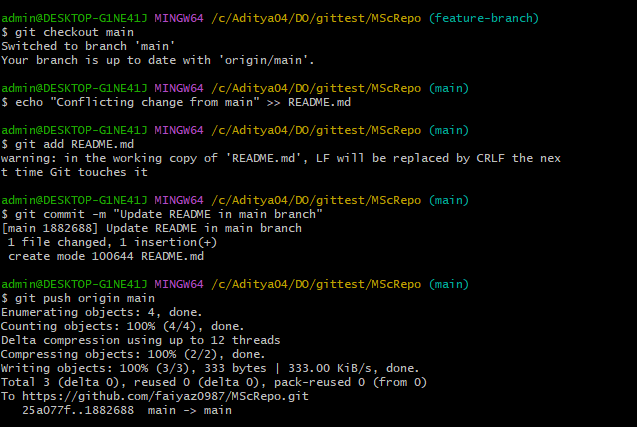 admin@DESKTOP-G1NE41J MINGW64 /c/Aditya04/DO/gittest/MScRepo (feature-branch)
$ git checkout main
Switched to branch 'main'
Your branch is up to date with 'origin/main'.
admin@DESKTOP-G1NE41J MINGW64 /c/Aditya04/DO/gittest/MScRepo (main)
$ echo "Conflicting change from main" >> README.md
admin@DESKTOP-G1NE41J MINGW64 /c/Aditya04/DO/gittest/MScRepo (main)
$ git add README.md
warning: in the working copy of 'README.md', LF will be replaced by CRLF the nex
t time Git touches it
admin@DESKTOP-G1NE41J MINGW64 /c/Aditya04/DO/gittest/MScRepo (main)
$ git commit -m "Update README in main branch"
[main 1882688] Update README in main branch
 1 file changed, 1 insertion(+)
 create mode 100644 README.md
admin@DESKTOP-G1NE41J MINGW64 /c/Aditya04/DO/gittest/MScRepo (main)
$ git push origin main
Enumerating objects: 4, done.
Counting objects: 100% (4/4), done.
Delta compression using up to 12 threads
Compressing objects: 100% (2/2), done.
Writing objects: 100% (3/3), 333 bytes | 333.00 KiB/s, done.
Total 3 (delta 0), reused 0 (delta 0), pack-reused 0 (from 0)
To https://github.com/faiyaz0987/MScRepo.git
   25a077f..1882688  main -> main